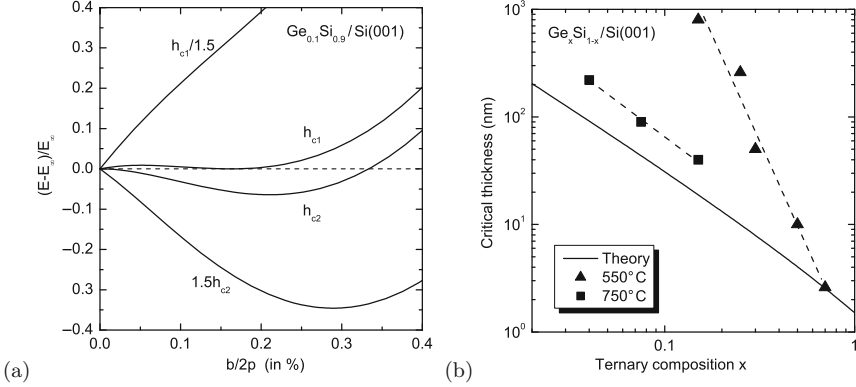 (a)
Ge0.1Si0.9/Si(001)
hc1/1.5
hc1
hc2
1.5hc2
(E-E∞)/E∞
0.4
0.3
0.2
0.1
0.0
−0.1
−0.2
0.3
−0.4
0.0 0.1 0.2 0.3 0.4
b/2p (in %)
(b)
GexSi1-x/Si(001)
Critical thickness (nm)
10³
10²
10¹
10⁰
Theory
550°C
750°C
0.1 1
Ternary composition x